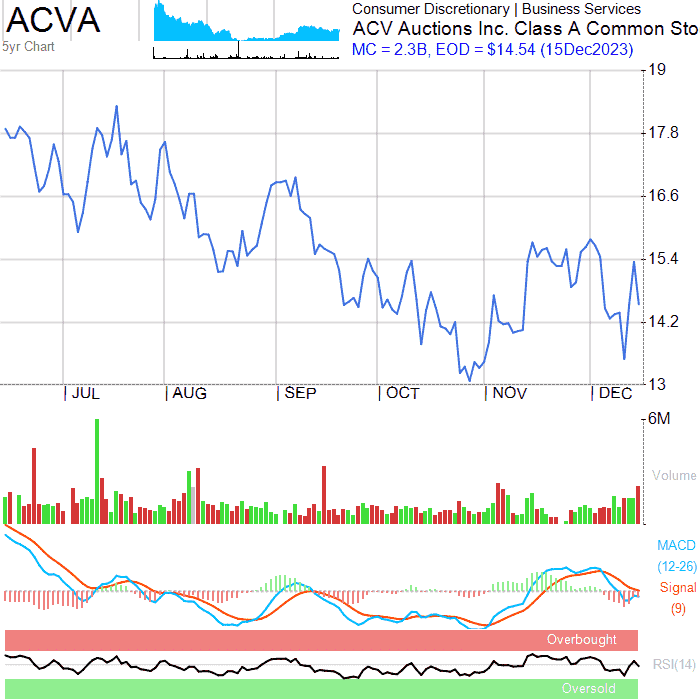 ACVA
5yr Chart
Consumer Discretionary | Business Services
ACV Auctions Inc. Class A Common Sto
MC = 2.3B, EOD = $14.54 (15Dec2023)
19
17.8
16.6
15.4
14.2
13
JUL AUG SEP OCT NOV DEC
6M
Volume
MACD
(12-26)
Signal
(9)
Overbought
RSI(14)
Oversold